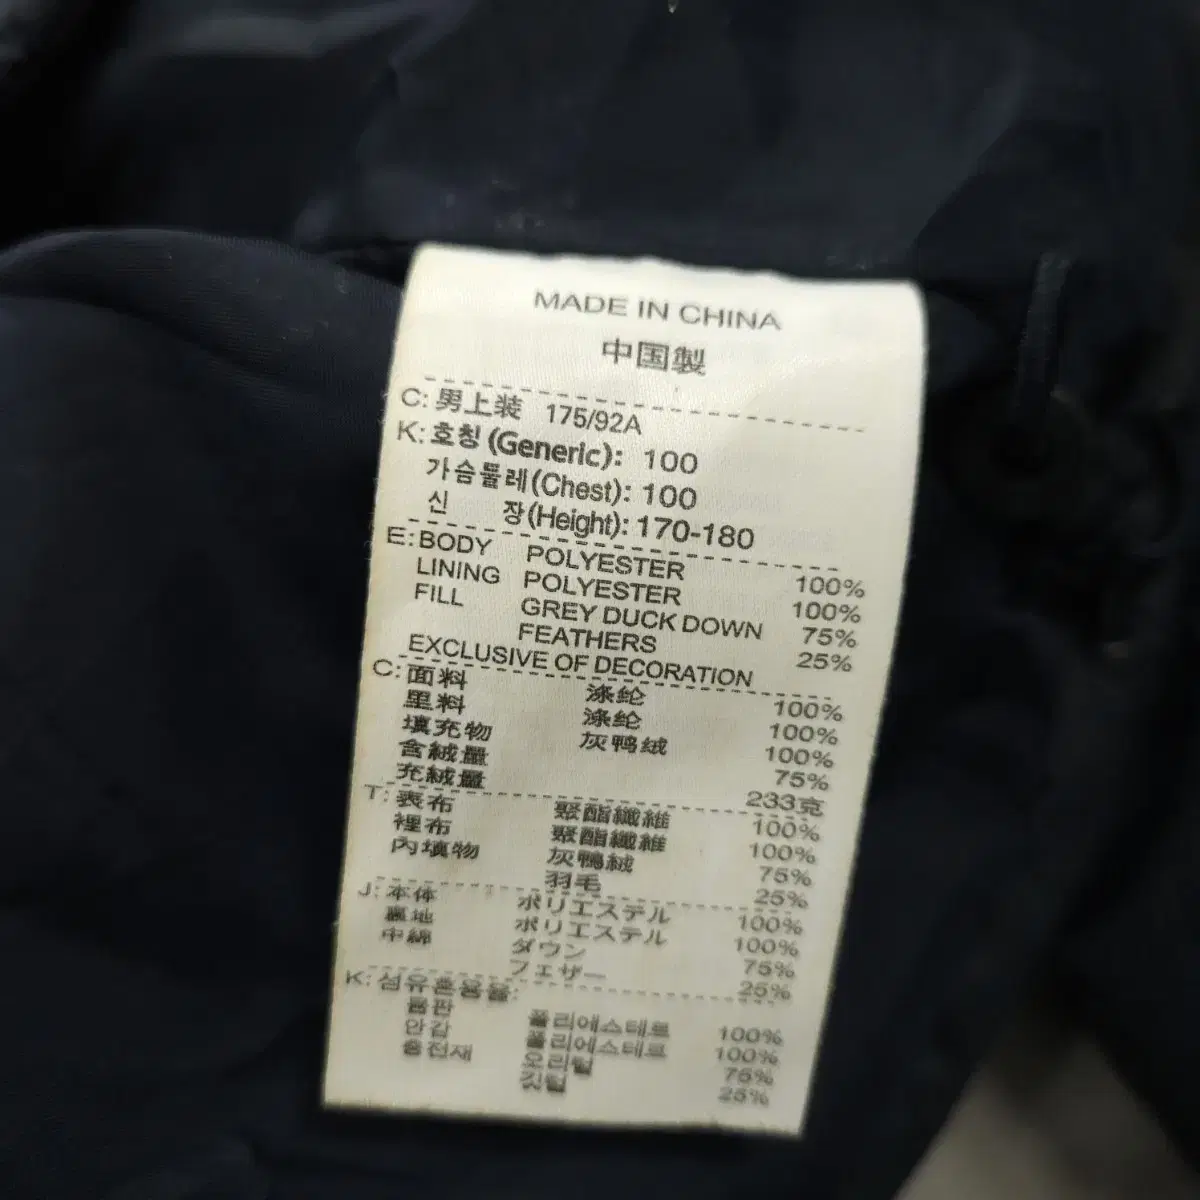 MADE IN CHINA
中国製
C: 男上装 175/92A
K: 호칭 (Generic): 100
가슴둘레(Chest): 100
신 장(Height): 170-180
E: BODY POLYESTER 100%
LINING POLYESTER 100%
FILL GREY DUCK DOWN 75%
FEATHERS 25%
EXCLUSIVE OF DECORATION
C: 面料 涤纶 100%
里料 涤纶 100%
填充物 灰鸭绒 100%
含絨量 75%
充絨量 233克
T: 表布 聚酯纖維 100%
裡布 聚酯纖維 100%
內填物 灰鴨絨 75%
羽毛 25%
J: 本体 ポリエステル 100%
裏地 ポリエステル 100%
中綿 ダウン 75%
フェザー 25%
K: 섬유혼용율:
폴리에스테르 100%
안감 폴리에스테르 100%
충전재 오리털 75%
깃털 25%